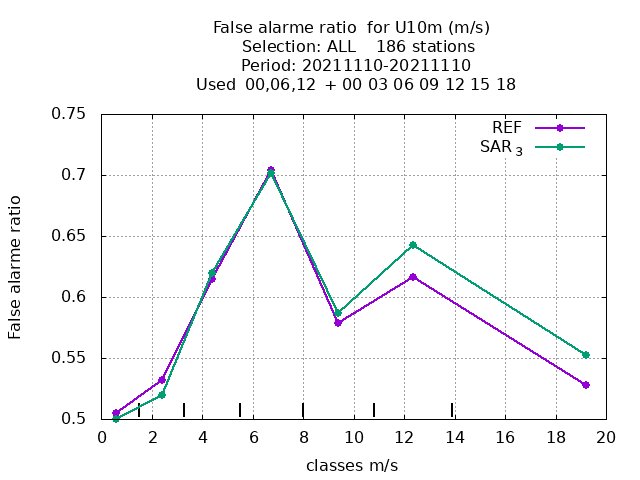 False alarme ratio  for U10m (m/s)
Selection: ALL    186 stations
Period: 20211110-20211110
Used  00,06,12  + 00 03 06 09 12 15 18
REF
SAR 3
False alarme ratio
0.75
0.7
0.65
0.6
0.55
0.5
0 2 4 6 8 10 12 14 16 18 20
classes m/s